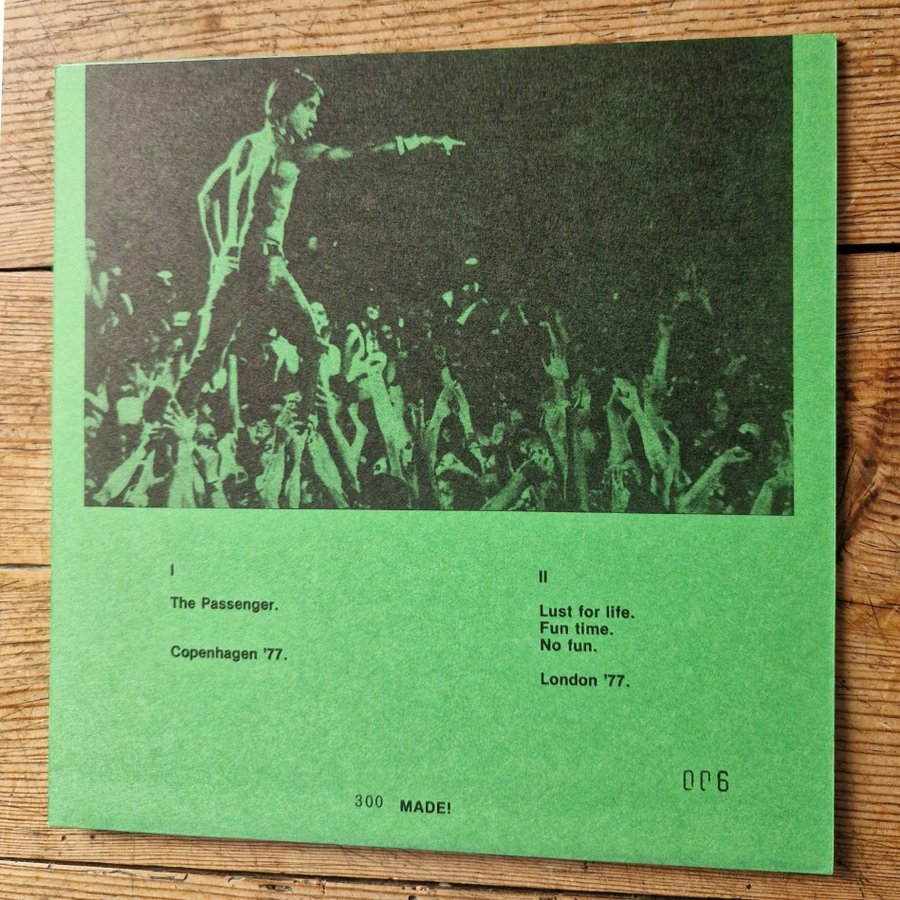 I
The Passenger.
Copenhagen '77.
II
Lust for life.
Fun time.
No fun.
London '77.
300 MADE!
006